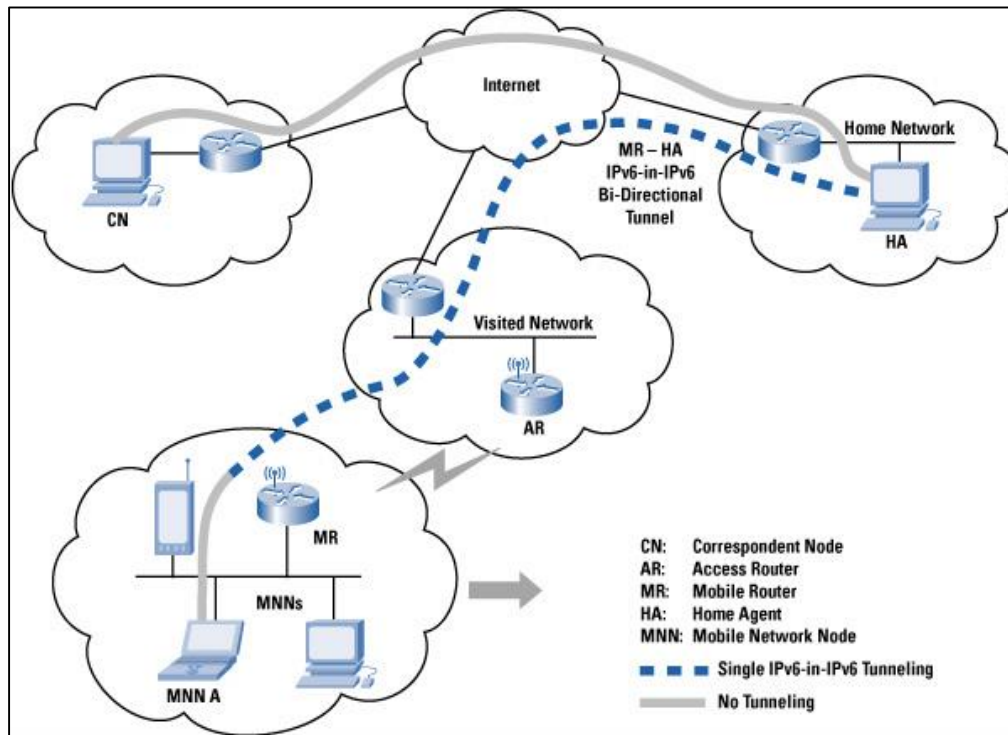 Internet
CN
Home Network
HA
MR – HA
IPv6-in-IPv6
Bi-Directional
Tunnel
Visited Network
AR
MR
MNNs
MNN A
CN: Correspondent Node
AR: Access Router
MR: Mobile Router
HA: Home Agent
MNN: Mobile Network Node
Single IPv6-in-IPv6 Tunneling
No Tunneling